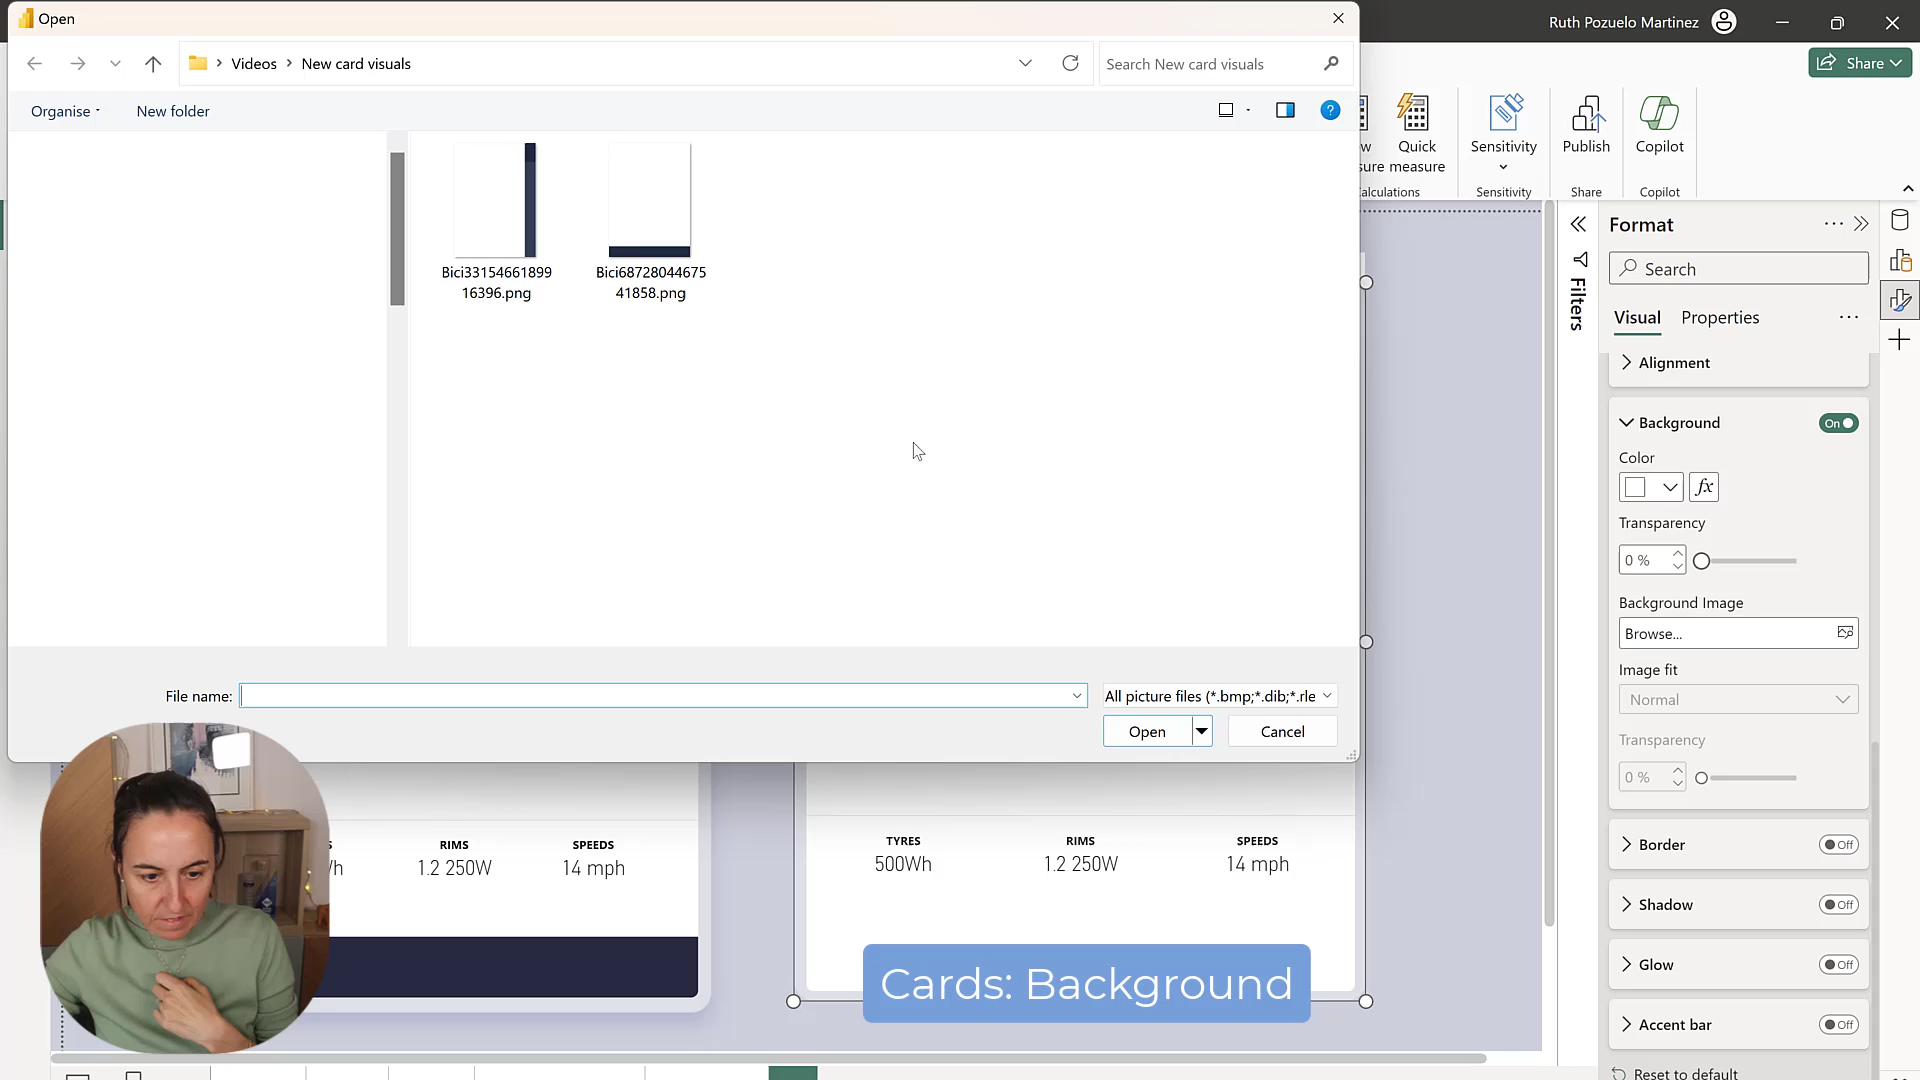 Open
Ruth Pozuelo Martinez
Videos
New card visuals
Search New card visuals
Share
Organise
New folder
Bici33154661899
16396.png
Bici68728044675
41858.png
w
Quick
Sensitivity
Publish
Copilot
sure measure
alculations
Sensitivity
Share
Copilot
Format
Search
Filters
Visual
Properties
Alignment
Background
On
Color
fx
Transparency
0 %
Background Image
Browse...
Image fit
Normal
Transparency
0 %
File name:
All picture files (*.bmp;*.dib;*.rle
Open
Cancel
S
RIMS
SPEEDS
Vh
1.2 250W
14 mph
TYRES
RIMS
SPEEDS
500Wh
1.2 250W
14 mph
Cards: Background
Border
Off
Shadow
Off
Glow
Off
Accent bar
Off
Reset to default